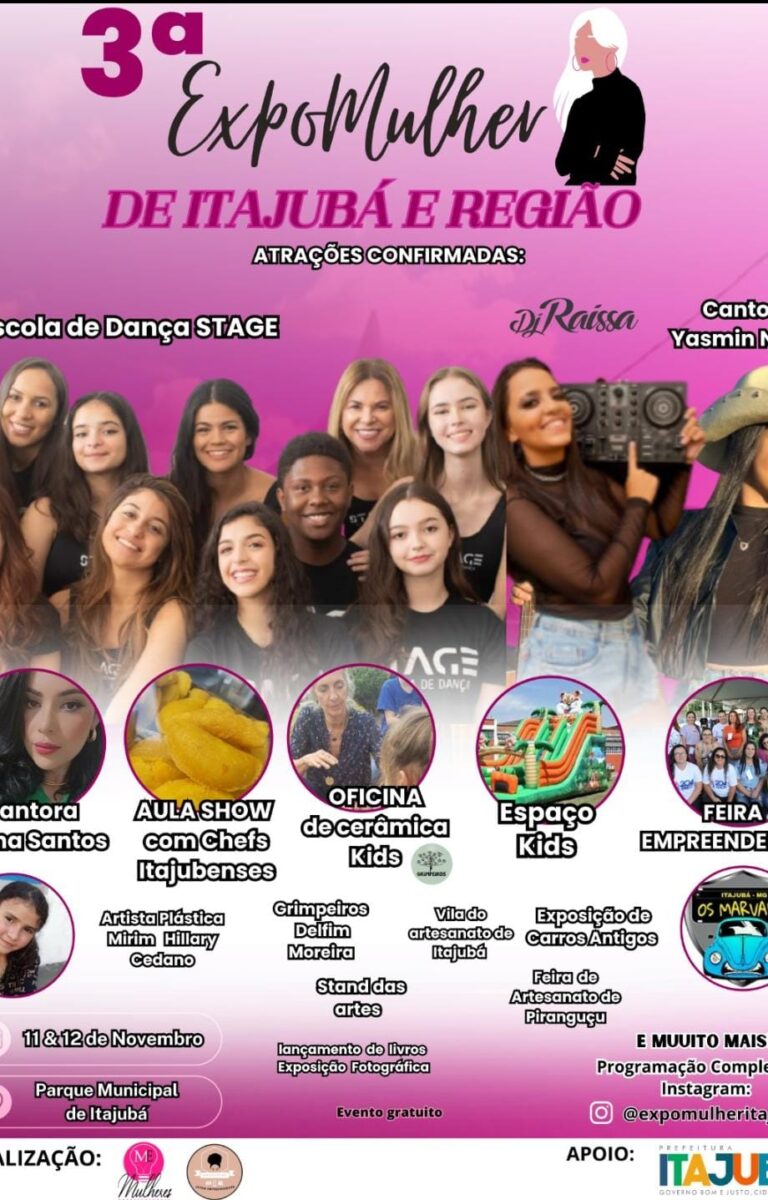 3ª
ExpoMulher
DE ITAJUBÁ E REGIÃO
ATRAÇÕES CONFIRMADAS:
scola de Dança STAGE
Dj Raissa
Canto
Yasmin N
STAGE
DE DANÇ
antora
na Santos
AULA SHOW
com Chefs
Itajubenses
OFICINA
de cerâmica
Kids
GRIMPEIROS
Espaço
Kids
FEIRA
EMPREENDE
Artista Plástica
Mirim Hillary
Cedano
Grimpeiros
Delfim
Moreira
Vila do
artesanato de
Itajubá
Exposição de
Carros Antigos
ITAJUBÁ - MG
OS MARVA
Stand das
artes
Feira de
Artesanato de
Piranguçu
11 & 12 de Novembro
Parque Municipal
de Itajubá
lançamento de livros
Exposição Fotográfica
Evento gratuito
E MUUITO MAIS
Programação Comple
Instagram:
@expomulheritaj
ALIZAÇÃO:
ME
Mulheres
APOIO:
PREFEITURA
ITAJUB
GOVERNO BOM E JUSTO, CID